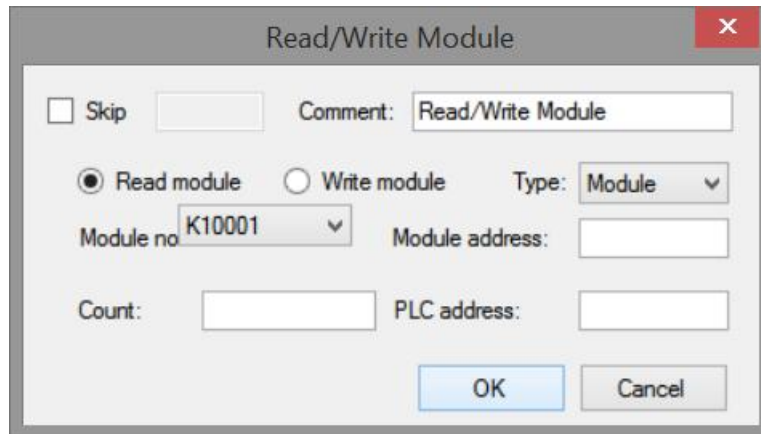 Read/Write Module
Skip Comment: Read/Write Module
Read module Write module Type: Module
Module no K10001 Module address:
Count: PLC address:
OK Cancel